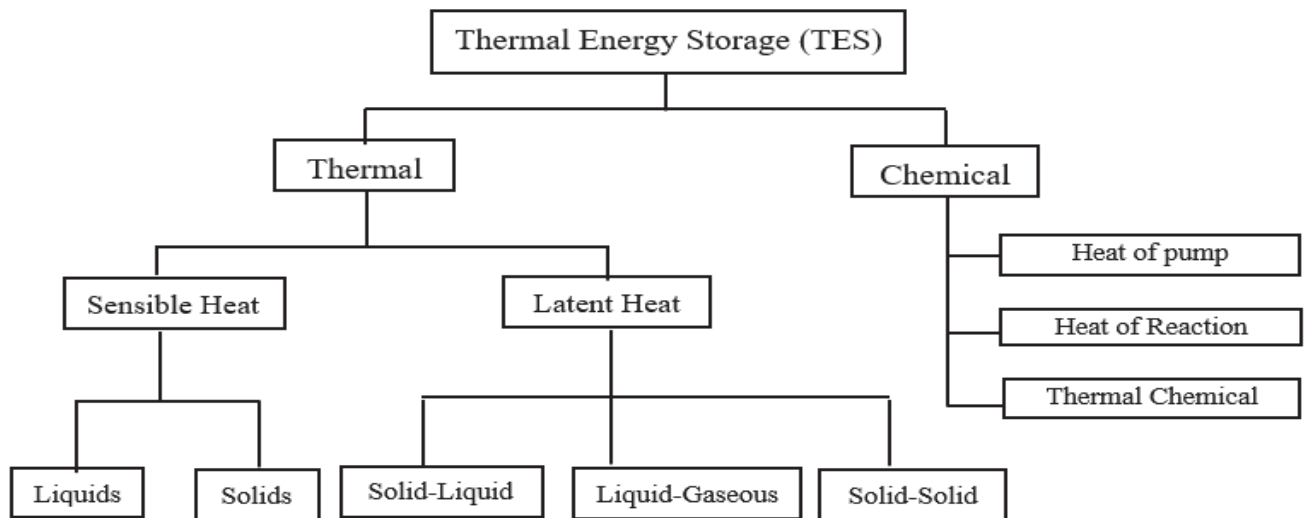 Thermal Energy Storage (TES)
Thermal
Chemical
Heat of pump
Sensible Heat
Latent Heat
Heat of Reaction
Thermal Chemical
Liquids
Solids
Solid-Liquid
Liquid-Gaseous
Solid-Solid